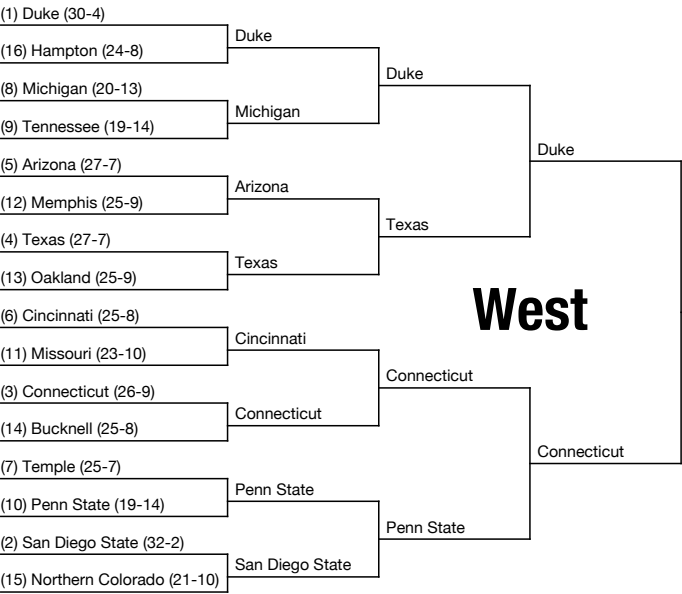 (1) Duke (30-4)
Duke
(16) Hampton (24-8)
Duke
(8) Michigan (20-13)
Michigan
(9) Tennessee (19-14)
Duke
(5) Arizona (27-7)
Arizona
(12) Memphis (25-9)
Texas
(4) Texas (27-7)
Texas
(13) Oakland (25-9)
West
(6) Cincinnati (25-8)
Cincinnati
(11) Missouri (23-10)
Connecticut
(3) Connecticut (26-9)
Connecticut
(14) Bucknell (25-8)
Connecticut
(7) Temple (25-7)
Penn State
(10) Penn State (19-14)
Penn State
(2) San Diego State (32-2)
San Diego State
(15) Northern Colorado (21-10)